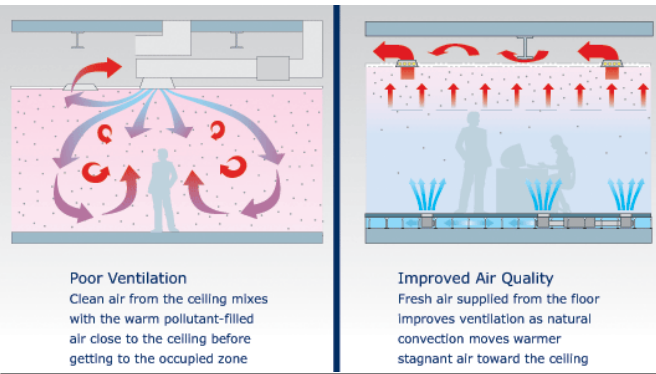 Poor Ventilation
Clean air from the ceiling mixes
with the warm pollutant-filled
air close to the ceiling before
getting to the occupied zone
Improved Air Quality
Fresh air supplied from the floor
improves ventilation as natural
convection moves warmer
stagnant air toward the ceiling